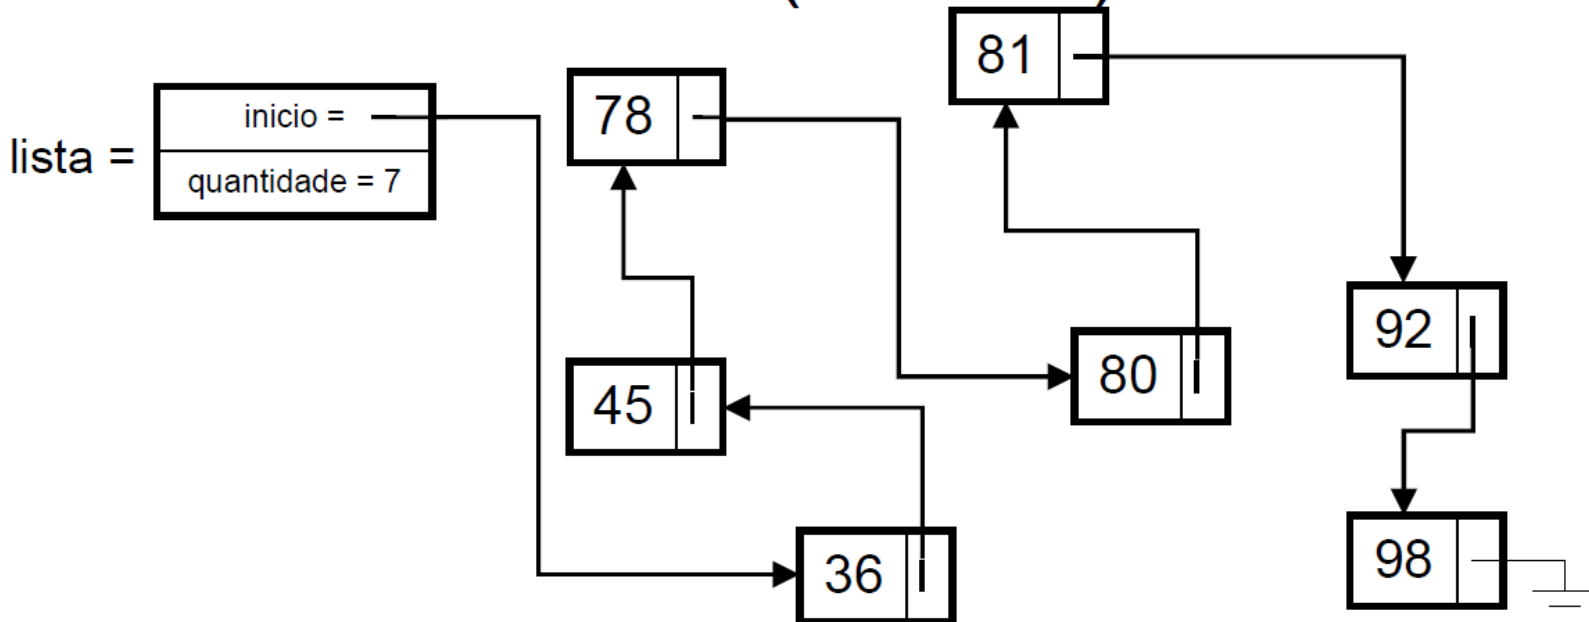 81
78
inicio =
lista =
quantidade = 7
92
80
45
98
36